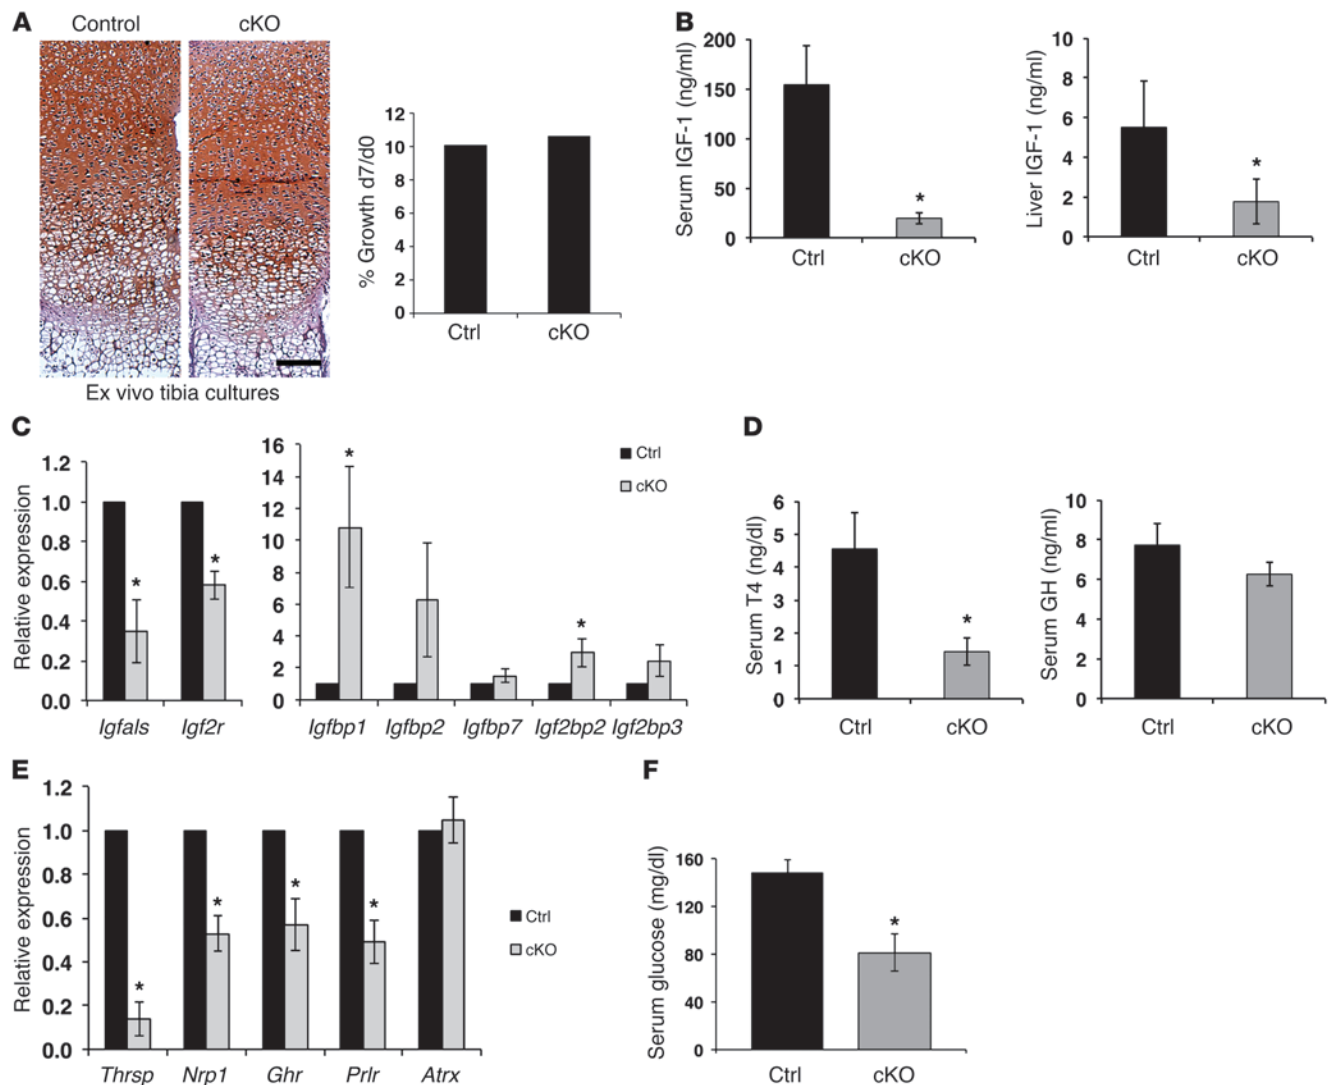 A
Control
cKO
Ex vivo tibia cultures
% Growth d7/d0
12
10
8
6
4
2
0
Ctrl
cKO
B
Serum IGF-1 (ng/ml)
200
150
100
50
0
*
Ctrl
cKO
Liver IGF-1 (ng/ml)
10
8
6
4
2
0
*
Ctrl
cKO
C
Relative expression
1.2
1.0
0.8
0.6
0.4
0.2
0.0
*
*
Igfals
Igf2r
16
14
12
10
8
6
4
2
0
*
*
Igfbp1
Igfbp2
Igfbp7
Igf2bp2
Igf2bp3
Ctrl
cKO
D
Serum T4 (ng/dl)
6
5
4
3
2
1
0
*
Ctrl
cKO
Serum GH (ng/ml)
10
8
6
4
2
0
Ctrl
cKO
E
Relative expression
1.2
1.0
0.8
0.6
0.4
0.2
0.0
*
*
*
*
Thrsp
Nrp1
Ghr
Prlr
Atrx
Ctrl
cKO
F
Serum glucose (mg/dl)
160
120
80
40
0
*
Ctrl
cKO